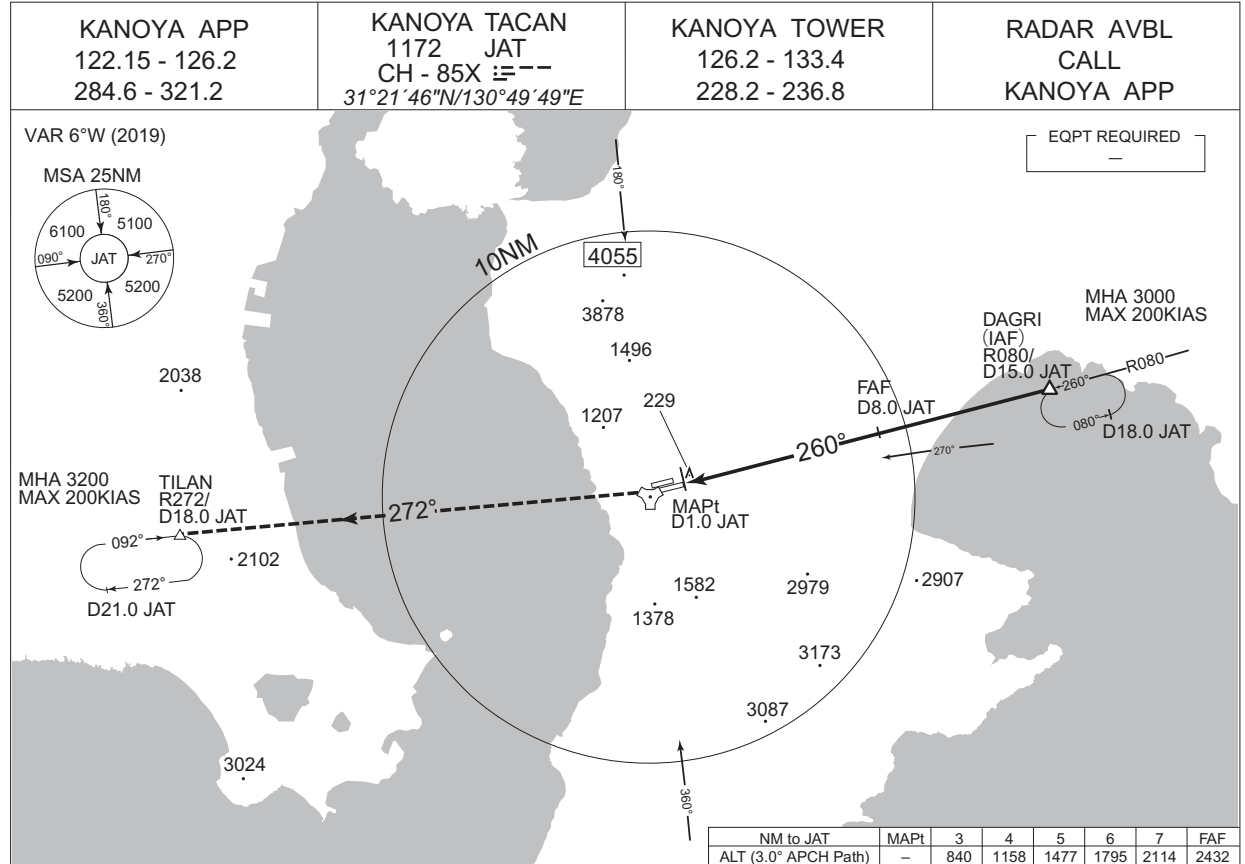 KANOYA APP
122.15 - 126.2
284.6 - 321.2
KANOYA TACAN
1172 JAT
CH - 85X
31°21´46"N/130°49´49"E
KANOYA TOWER
126.2 - 133.4
228.2 - 236.8
RADAR AVBL
CALL
KANOYA APP
VAR 6°W (2019)
MSA 25NM
180°
6100
5100
090°
JAT
270°
5200
5200
360°
EQPT REQUIRED
—
180°
10NM
4055
3878
1496
1207
229
2038
MHA 3000
MAX 200KIAS
DAGRI
(IAF)
R080/
D15.0 JAT
R080
260°
080°
D18.0 JAT
FAF
D8.0 JAT
260°
270°
MAPt
D1.0 JAT
272°
MHA 3200
MAX 200KIAS
TILAN
R272/
D18.0 JAT
092°
272°
D21.0 JAT
2102
1582
1378
2979
2907
3173
3087
3024
360°
NM to JAT MAPt 3 4 5 6 7 FAF
ALT (3.0° APCH Path) – 840 1158 1477 1795 2114 2432